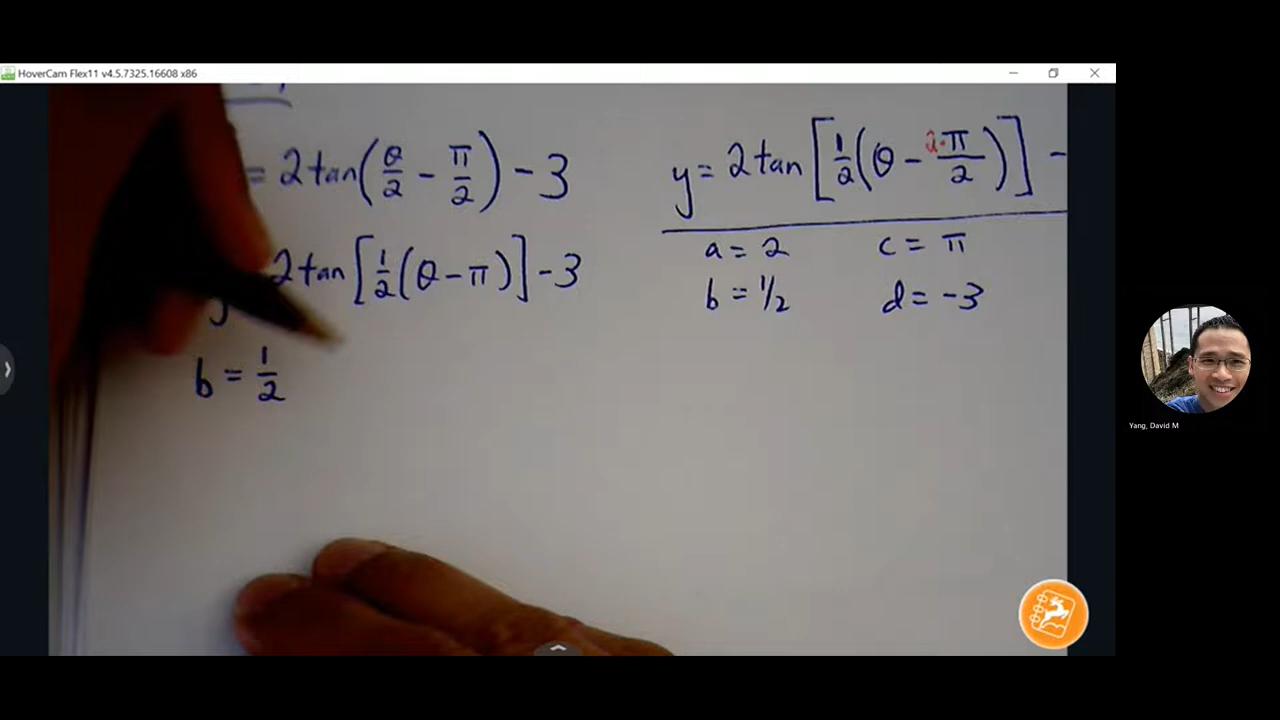 HoverCam Flex11 v4.5.7325.16608 x86
= 2tan(θ/2 - π/2) - 3
2tan[1/2(θ - π)] - 3
b = 1/2
y = 2tan[1/2(θ - 2·π/2)] -
a = 2 c = π
b = 1/2 d = -3
Yang, David M